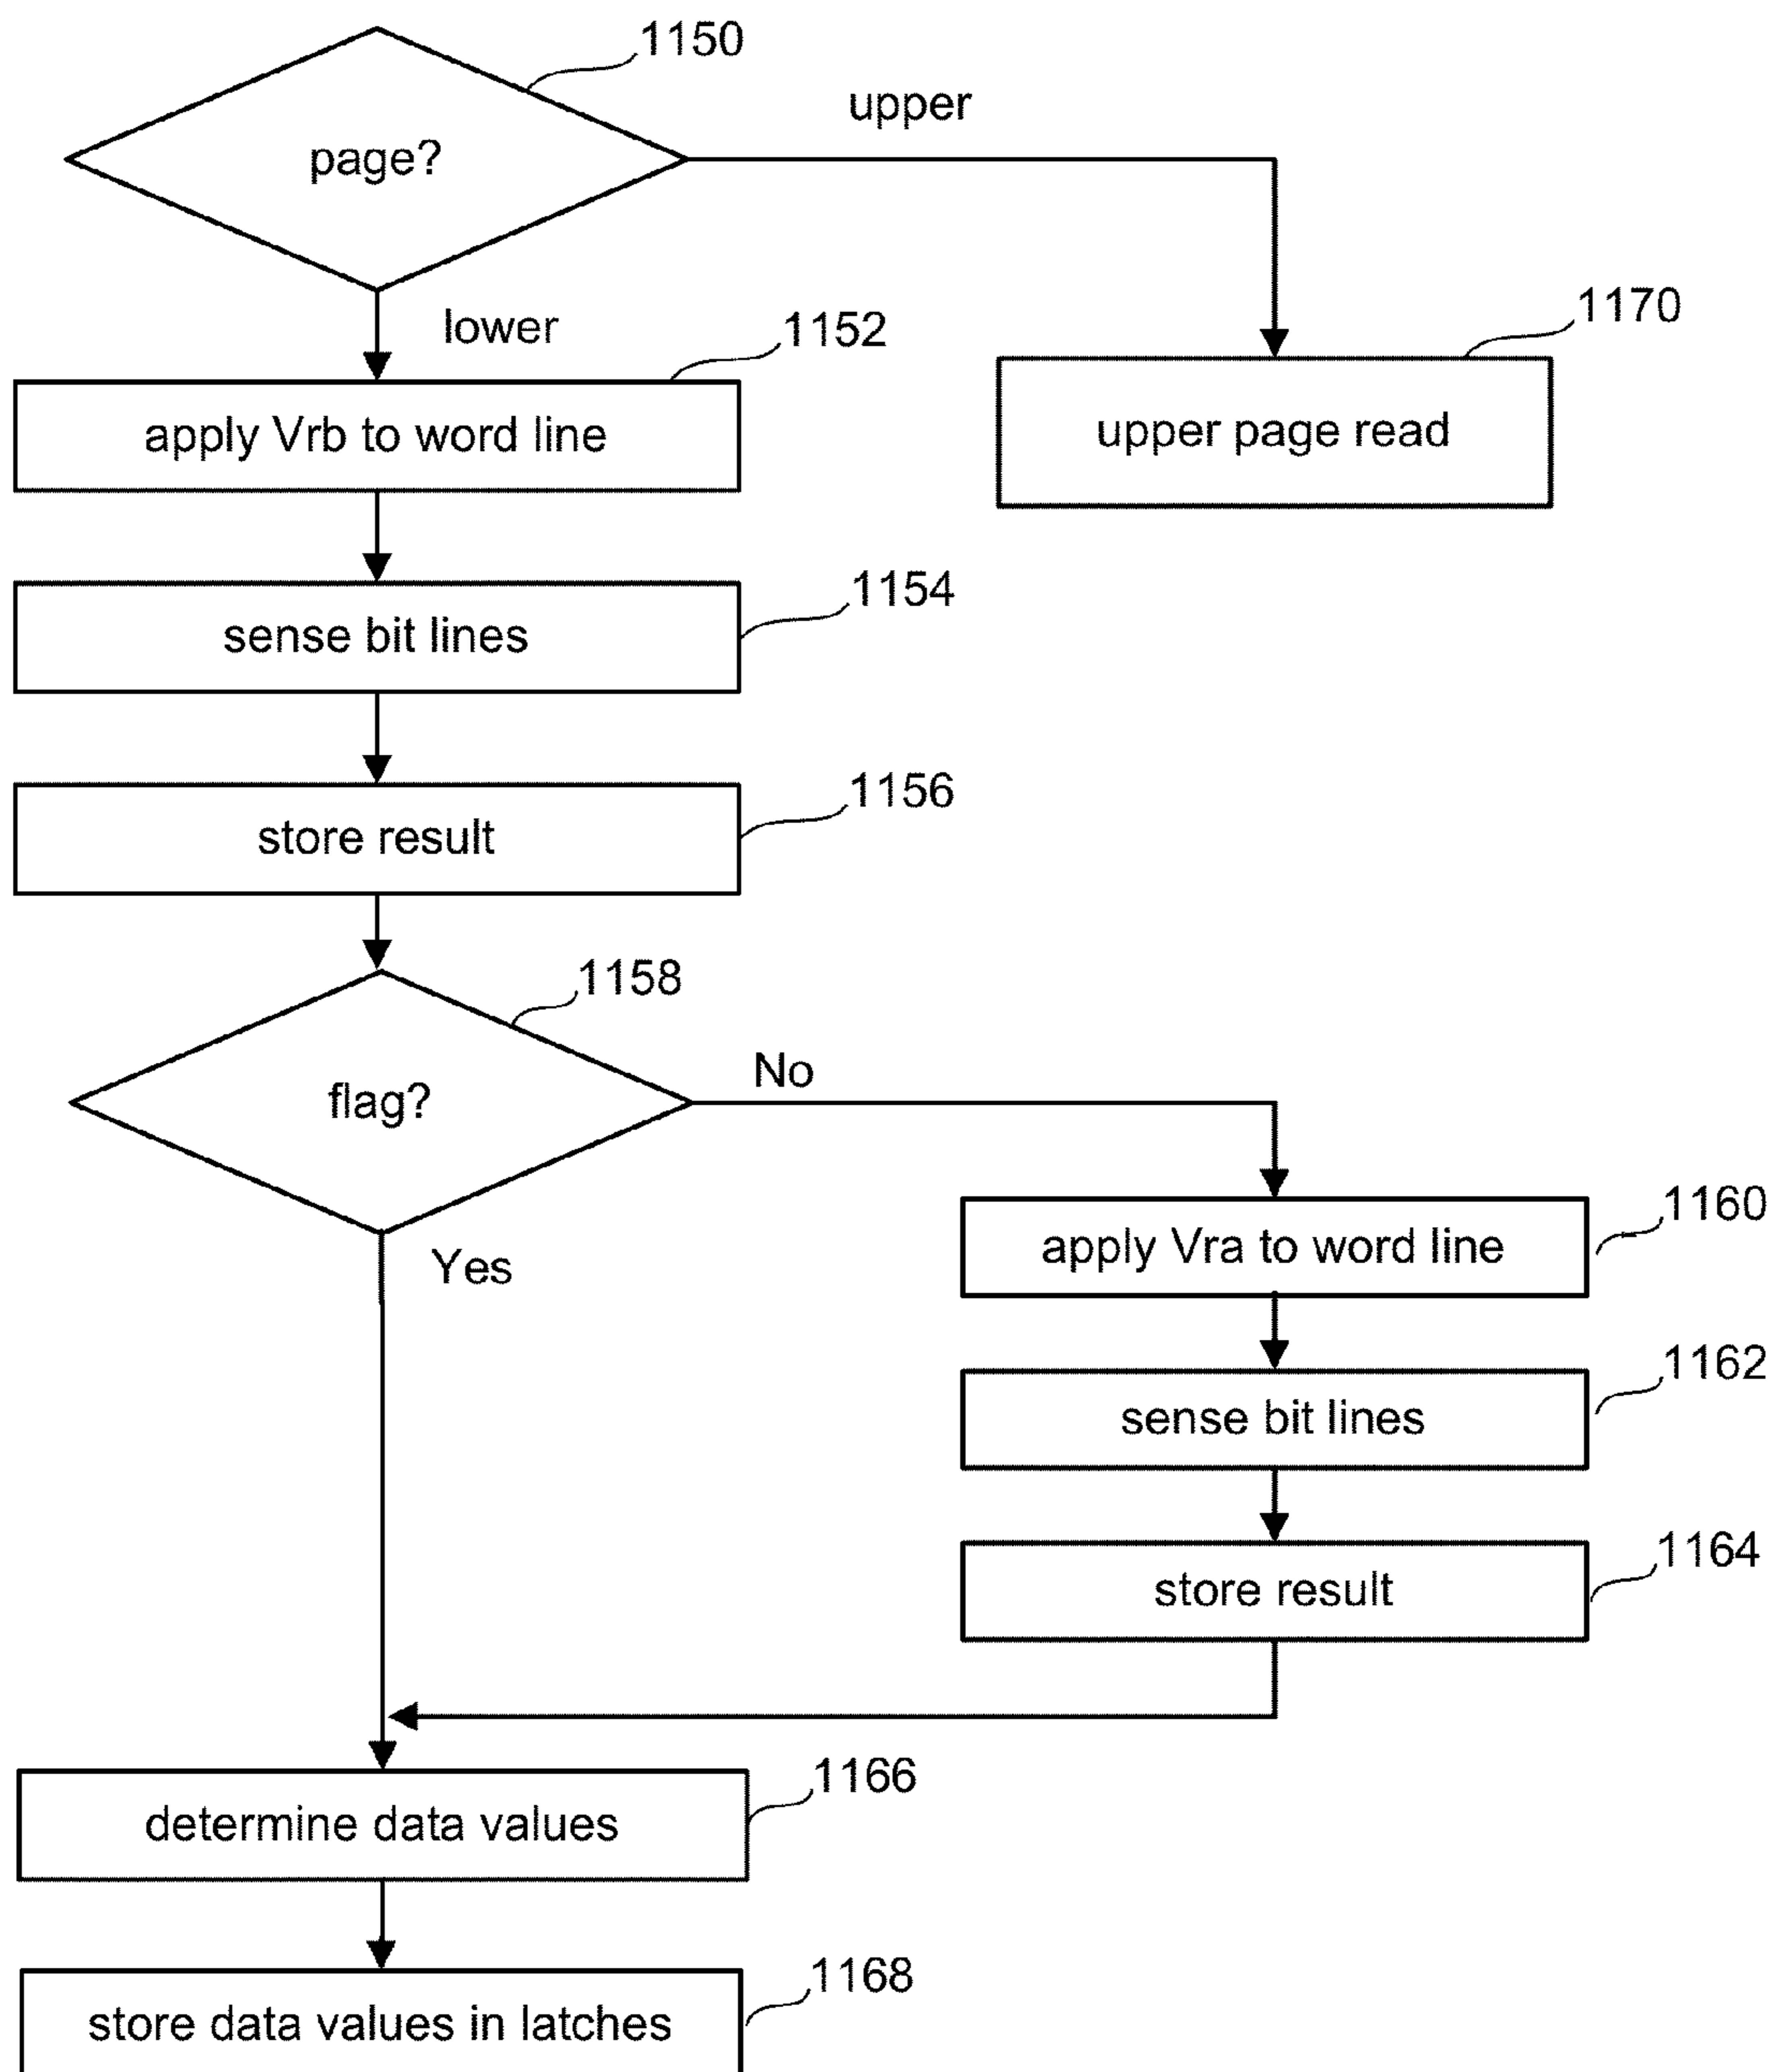 1150
page?
upper
lower
1152
1170
apply Vrb to word line
upper page read
1154
sense bit lines
1156
store result
1158
flag?
No
Yes
1160
apply Vra to word line
1162
sense bit lines
1164
store result
1166
determine data values
1168
store data values in latches